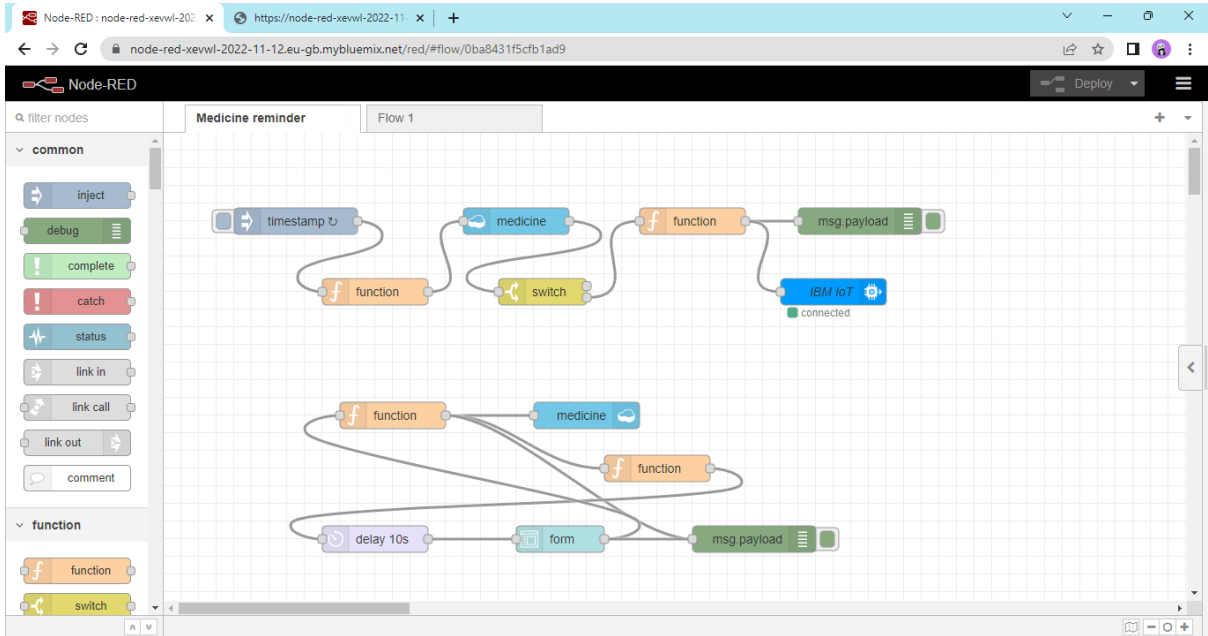 Node-RED : node-red-xevwl-202
https://node-red-xevwl-2022-11-
node-red-xevwl-2022-11-12.eu-gb.mybluemix.net/red/#flow/0ba8431f5cfb1ad9
Node-RED
Deploy
filter nodes
Medicine reminder
Flow 1
common
inject
debug
complete
catch
status
link in
link call
link out
comment
function
function
switch
timestamp ↻
medicine
function
msg.payload
function
switch
IBM IoT
connected
function
medicine
function
delay 10s
form
msg.payload